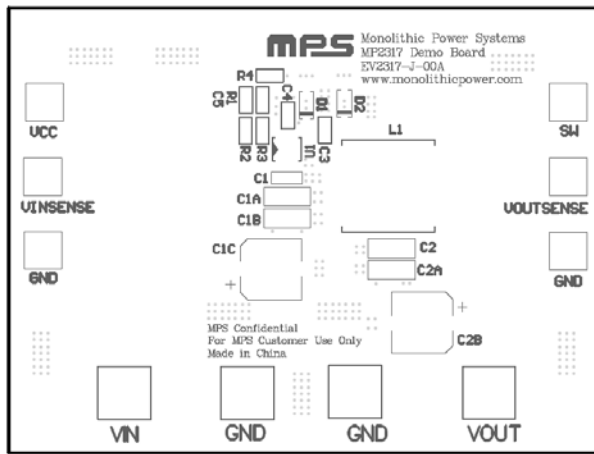 mps Monolithic Power Systems
MP2317 Demo Board
EV2317-J-00A
www.monolithicpower.com
R4
C5 R1 C4 D1 D2
VCC
SW
L1
R2 R3 U1 C3
C1
VINSENSE
C1A
VOUTSENSE
C1B
GND
C1C
C2
C2A
GND
+
+
MPS Confidential
For MPS Customer Use Only
Made in China
C2B
VIN GND GND VOUT